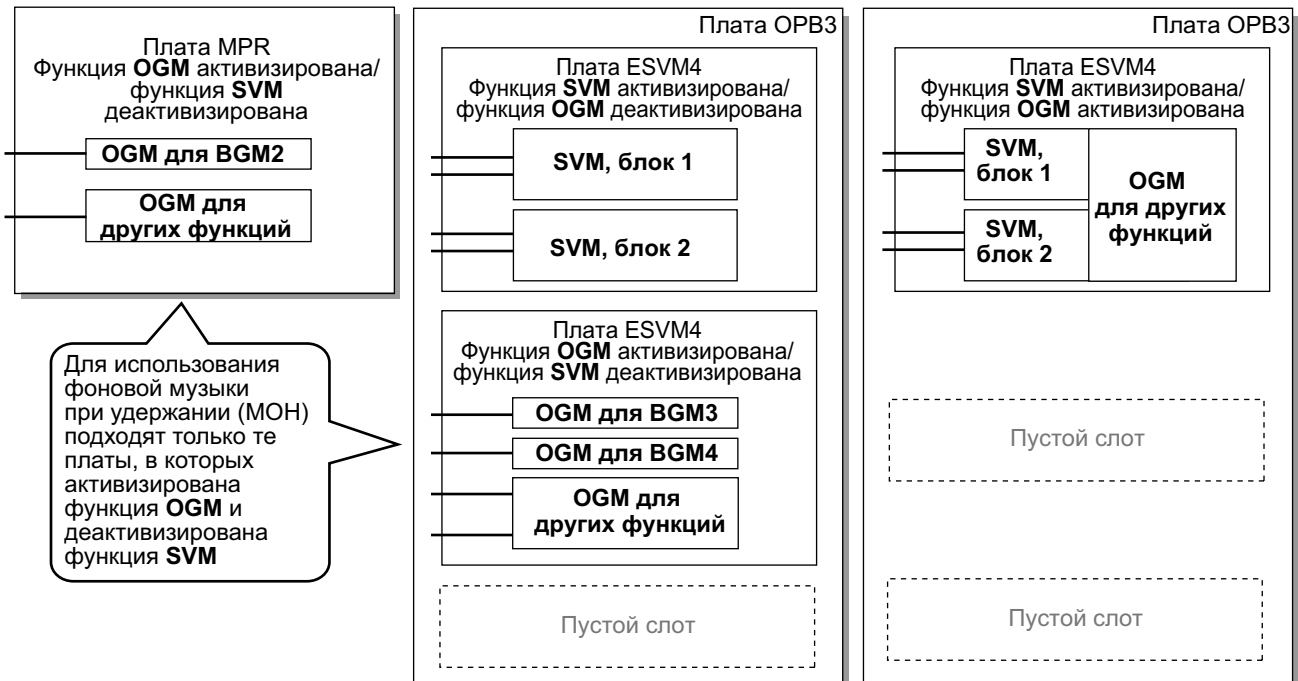 Плата MPR
Функция OGM активизирована/
функция SVM
деактивизирована
OGM для BGM2
OGM для
других функций
Для использования
фоновой музыки
при удержании (MOH)
подходят только те
платы, в которых
активизирована
функция OGM и
деактивизирована
функция SVM
Плата OPB3
Плата ESVM4
Функция SVM активизирована/
функция OGM деактивизирована
SVM, блок 1
SVM, блок 2
Плата ESVM4
Функция OGM активизирована/
функция SVM деактивизирована
OGM для BGM3
OGM для BGM4
OGM для
других функций
Пустой слот
Плата OPB3
Плата ESVM4
Функция SVM активизирована/
функция OGM активизирована
SVM,
блок 1
SVM,
блок 2
OGM
для других
функций
Пустой слот
Пустой слот